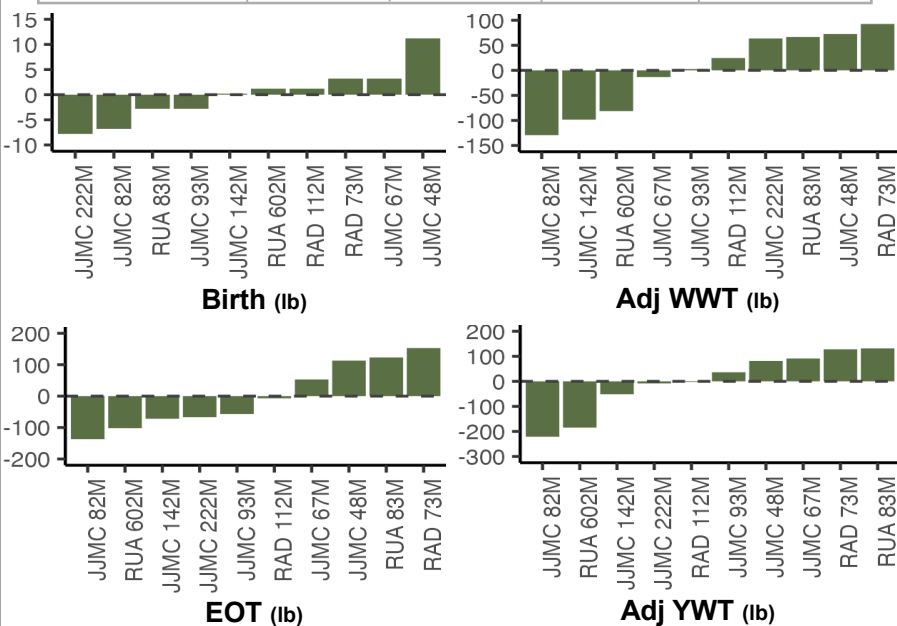 15
10
5
0
-5
-10
JJMC 222M
JJMC 82M
RUA 83M
JJMC 93M
JJMC 142M
RUA 602M
RAD 112M
RAD 73M
JJMC 67M
JJMC 48M
Birth (lb)
100
50
0
-50
-100
-150
JJMC 82M
JJMC 142M
RUA 602M
JJMC 67M
JJMC 93M
RAD 112M
JJMC 222M
RUA 83M
JJMC 48M
RAD 73M
Adj WWT (lb)
200
100
0
-100
-200
JJMC 82M
RUA 602M
JJMC 142M
JJMC 222M
JJMC 93M
RAD 112M
JJMC 67M
JJMC 48M
RUA 83M
RAD 73M
EOT (lb)
200
100
0
-100
-200
-300
JJMC 82M
RUA 602M
JJMC 142M
JJMC 222M
RAD 112M
JJMC 93M
JJMC 48M
JJMC 67M
RAD 73M
RUA 83M
Adj YWT (lb)